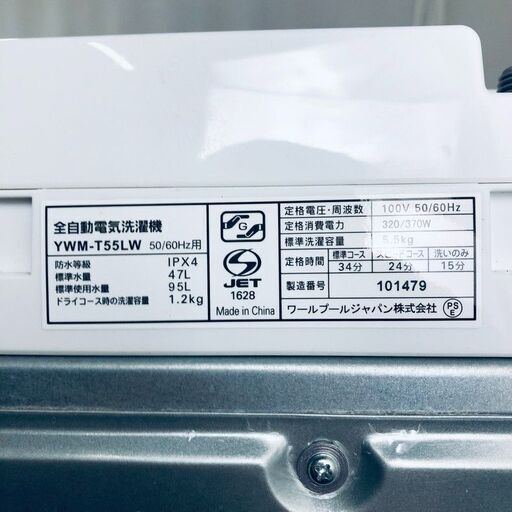 全自動電気洗濯機
YWM-T55LW 50/60Hz用
防水等級 IPX4
標準水量 47L
標準使用水量 95L
ドライコース時の洗濯容量 1.2kg
G
JET
1628
Made in China
定格電圧・周波数 100V 50/60Hz
定格消費電力 320/370W
標準洗濯容量 5.5kg
定格時間 標準コース スピードコース 洗いのみ
34分 24分 15分
製造番号 101479
ワールプールジャパン株式会社 PSE